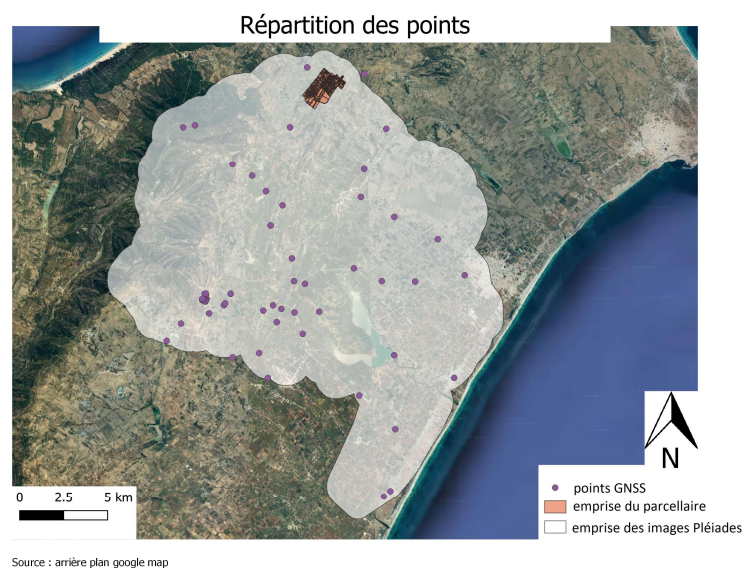 Répartition des points
N
0 2.5 5 km
points GNSS
emprise du parcellaire
emprise des images Pléiades
Source : arrière plan google map